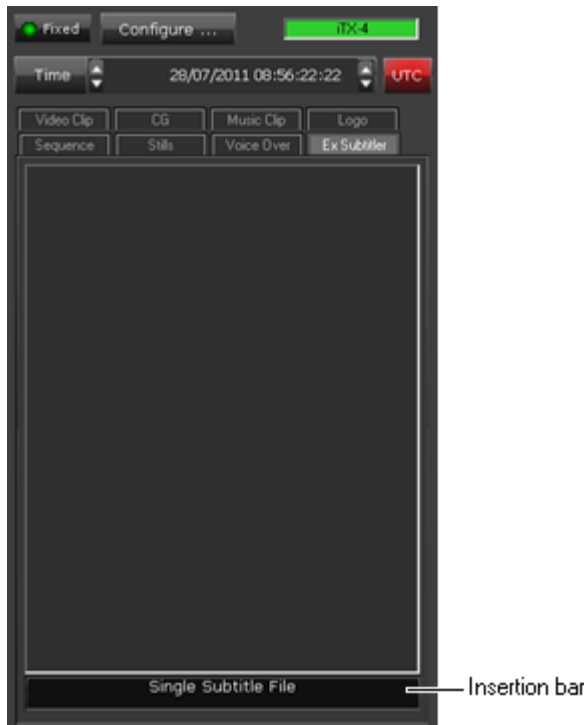 Fixed Configure ... iTX-4
Time 28/07/2011 08:56:22:22 UTC
Video Clip CG Music Clip Logo
Sequence Stills Voice Over Ex Subtitler
Single Subtitle File
Insertion bar